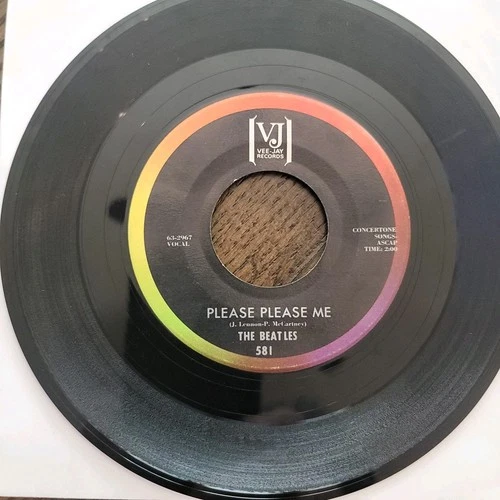 VJ
VEE-JAY
RECORDS
63-2967
VOCAL
CONCERTONE
SONGS-
ASCAP
TIME: 2:00
PLEASE PLEASE ME
(J. Lennon-P. McCartney)
THE BEATLES
581